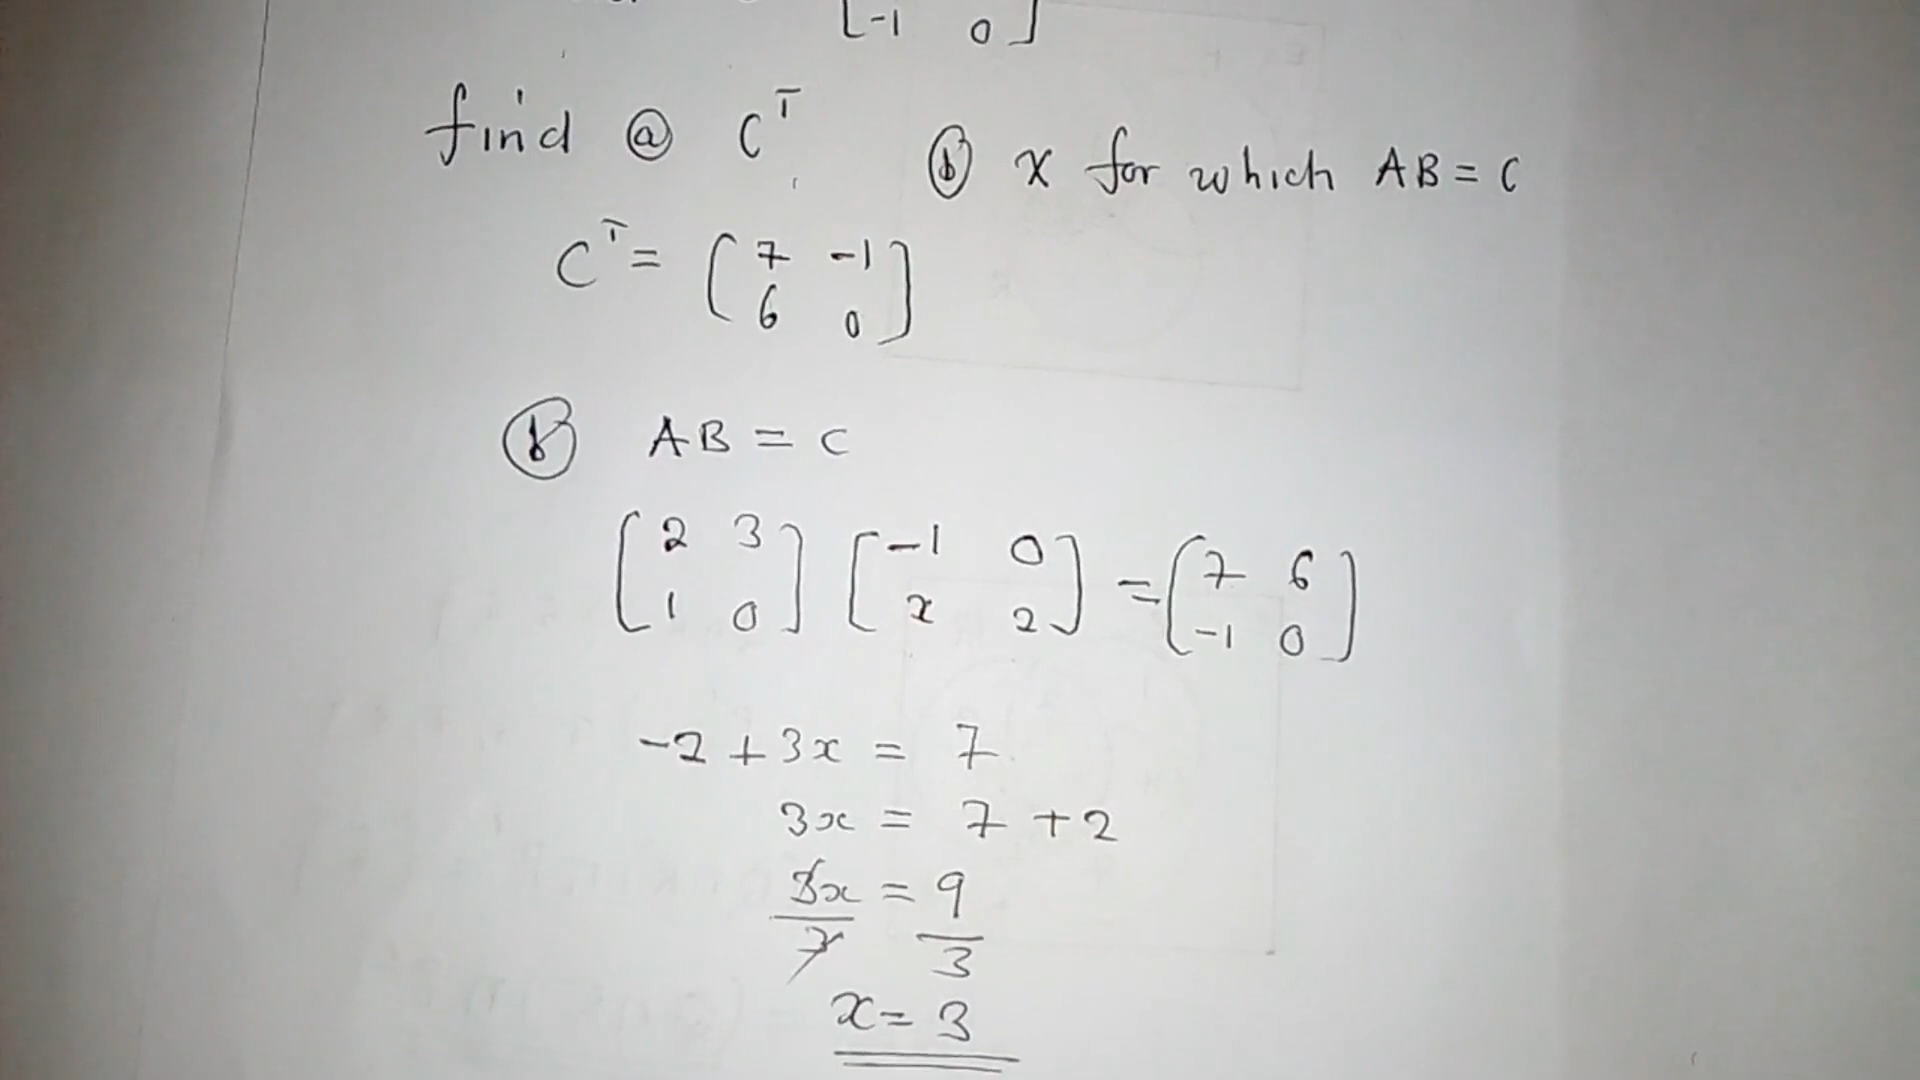 [-1 0]
find ⓐ Cᵀ ⓑ x for which AB = C
Cᵀ = [7 -1
6 0]
ⓑ AB = C
[2 3 [-1 0 = [7 6
1 0] x 2] -1 0]
-2 + 3x = 7
3x = 7 + 2
3x = 9
3 3
x = 3